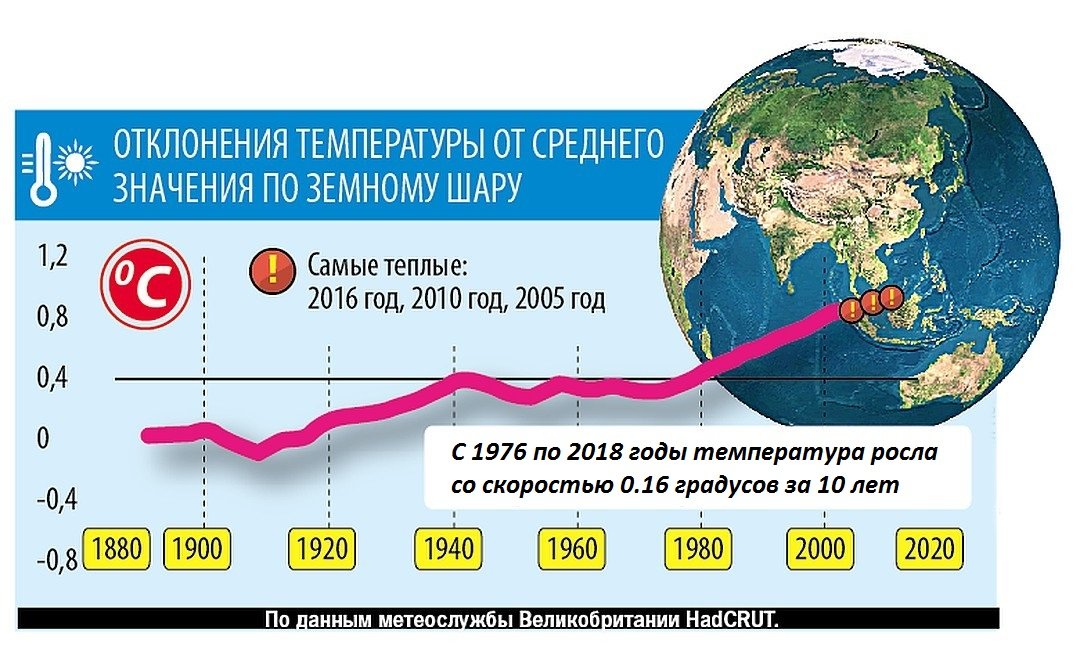 ОТКЛОНЕНИЯ ТЕМПЕРАТУРЫ ОТ СРЕДНЕГО
ЗНАЧЕНИЯ ПО ЗЕМНОМУ ШАРУ
1,2
0,8
0,4
0
-0,4
-0,8
°C
! Самые теплые:
2016 год, 2010 год, 2005 год
! ! !
С 1976 по 2018 годы температура росла
со скоростью 0.16 градусов за 10 лет
1880 1900 1920 1940 1960 1980 2000 2020
По данным метеослужбы Великобритании HadCRUT.